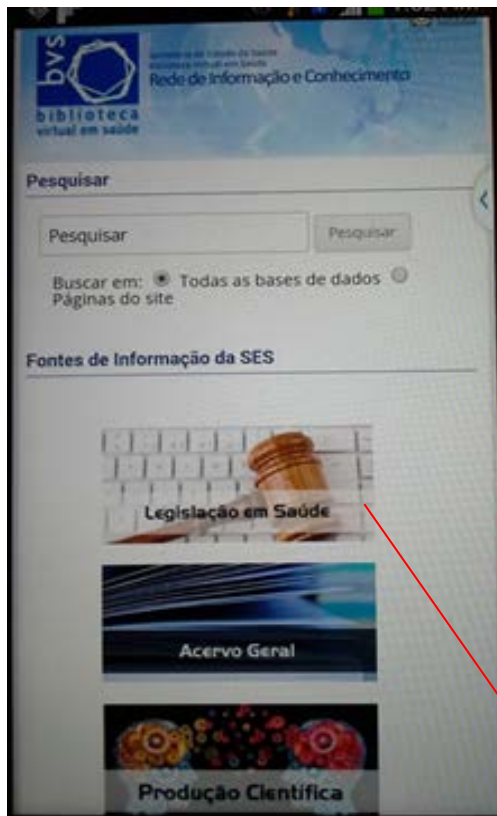 bvs
biblioteca
virtual em saúde
Rede de Informação e Conhecimento
Pesquisar
Pesquisar
Pesquisar
Buscar em: Todas as bases de dados
Páginas do site
Fontes de Informação da SES
Legislação em Saúde
Acervo Geral
Produção Científica